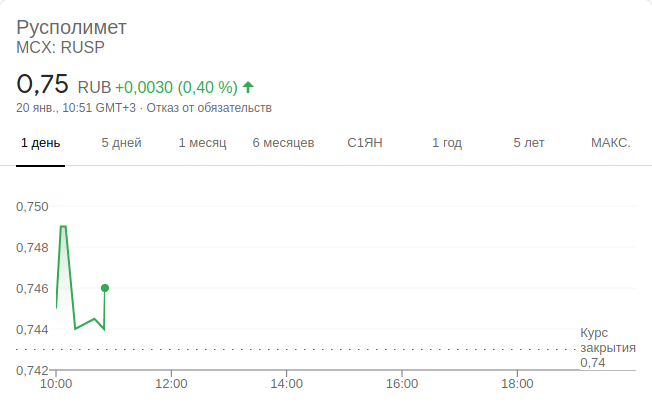 Русполимет
MCX: RUSP
0,75 RUB +0,0030 (0,40 %)
20 янв., 10:51 GMT+3 · Отказ от обязательств
1 день 5 дней 1 месяц 6 месяцев С1ЯН 1 год 5 лет МАКС.
0,750
0,748
0,746
0,744
0,742
Курс
закрытия
0,74
10:00 12:00 14:00 16:00 18:00